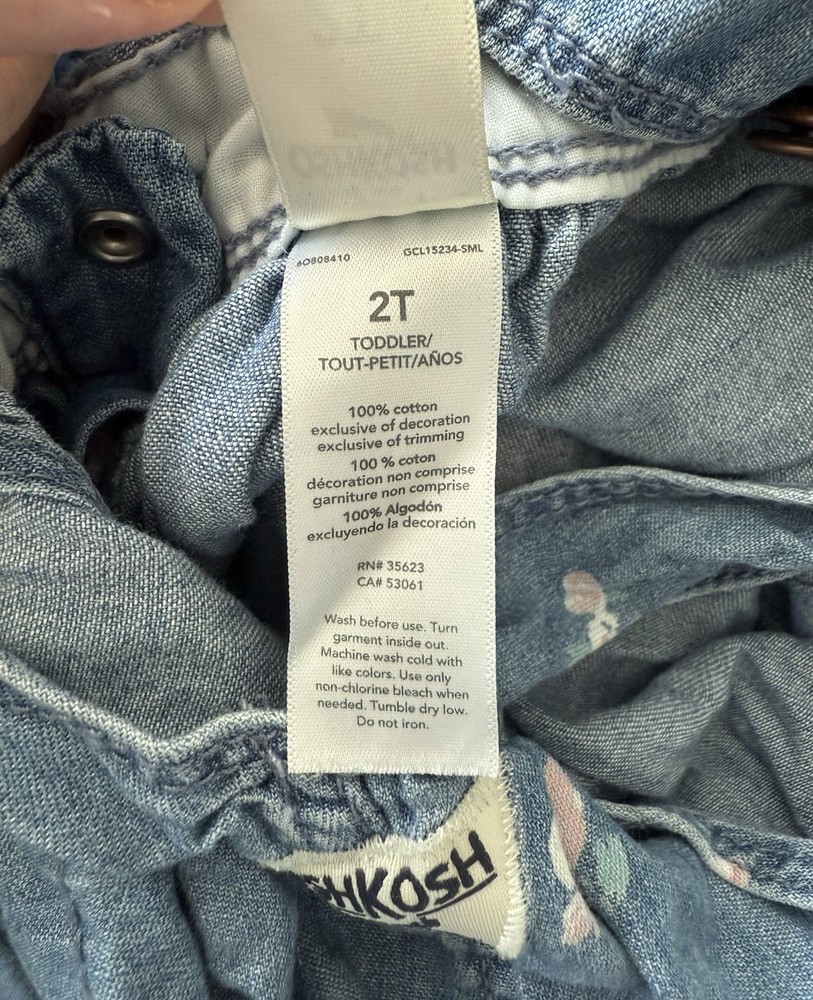 60808410 GCL15234-SML
2T
TODDLER/
TOUT-PETIT/AÑOS
100% cotton
exclusive of decoration
exclusive of trimming
100 % coton
décoration non comprise
garniture non comprise
100% Algodón
excluyendo la decoración
RN# 35623
CA# 53061
Wash before use. Turn
garment inside out.
Machine wash cold with
like colors. Use only
non-chlorine bleach when
needed. Tumble dry low.
Do not iron.
SHKOSH